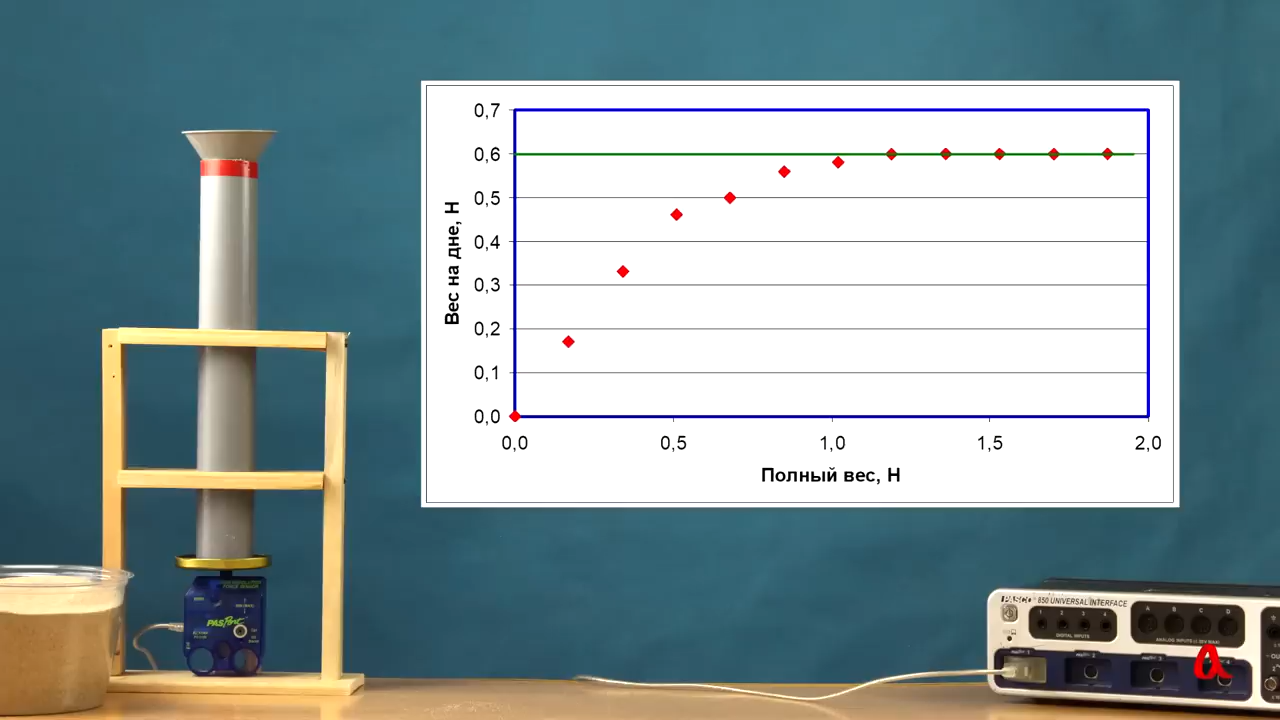 0,7
0,6
0,5
0,4
0,3
0,2
0,1
0,0
Вес на дне, Н
0,0 0,5 1,0 1,5 2,0
Полный вес, Н
PASCO 850 UNIVERSAL INTERFACE
1 2 3 4
DIGITAL INPUTS
A B C D
ANALOG INPUTS
PASPORT
a